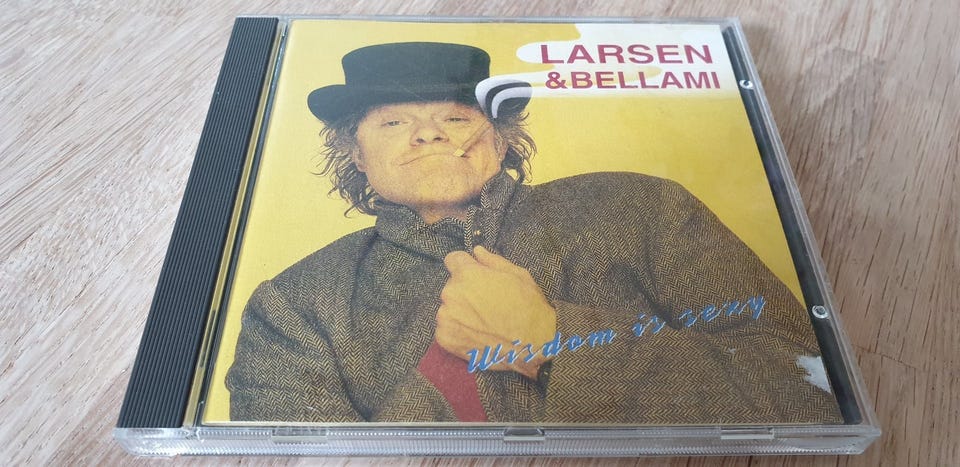 LARSEN
&BELLAMI
Wisdom is sexy